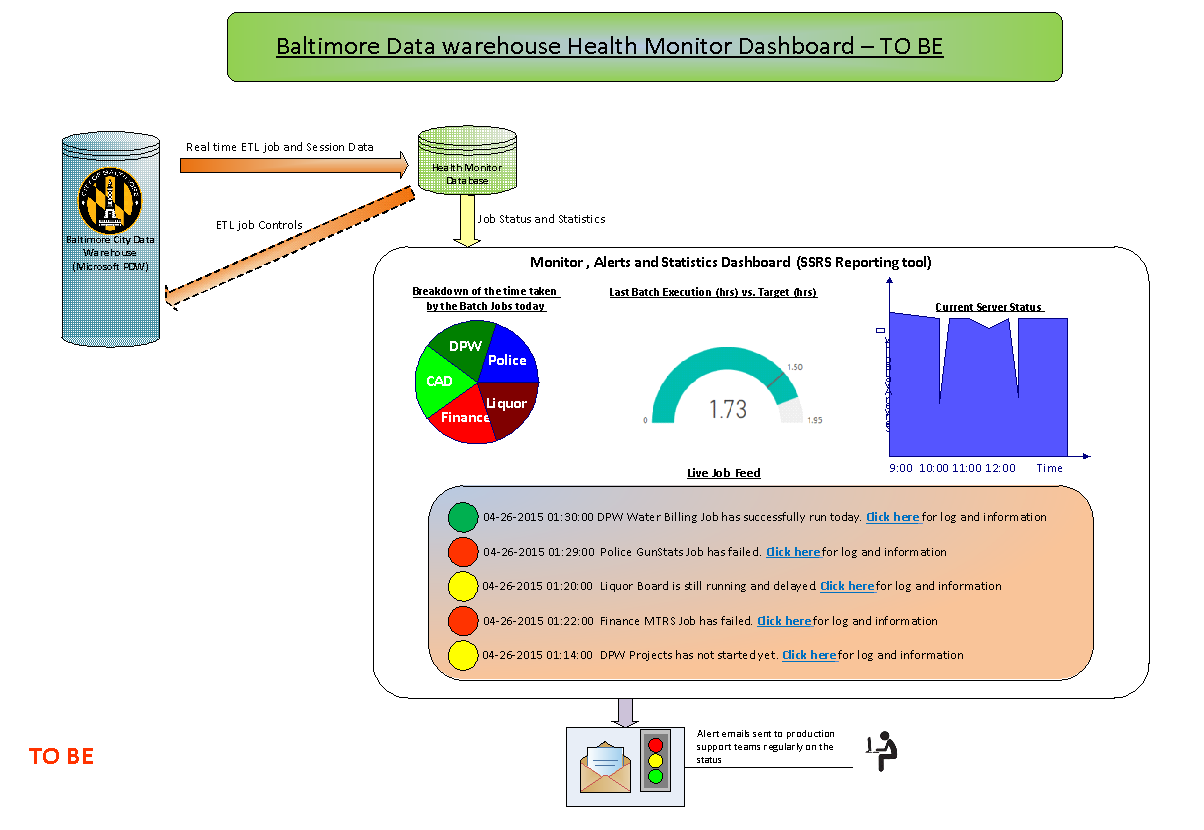 Baltimore Data warehouse Health Monitor Dashboard – TO BE
Real time ETL job and Session Data
Health Monitor
Database
CITY OF BALTIMORE
ETL job Controls
Job Status and Statistics
Baltimore City Data
Warehouse
(Microsoft PDW)
Monitor , Alerts and Statistics Dashboard (SSRS Reporting tool)
Breakdown of the time taken
by the Batch Jobs today
Last Batch Execution (hrs) vs. Target (hrs)
Current Server Status
DPW
Police
CAD
Liquor
Finance
1.50
1.73
0
1.95
9:00 10:00 11:00 12:00 Time
Live Job Feed
04-26-2015 01:30:00 DPW Water Billing Job has successfully run today. Click here for log and information
04-26-2015 01:29:00 Police GunStats Job has failed. Click here for log and information
04-26-2015 01:20:00 Liquor Board is still running and delayed. Click here for log and information
04-26-2015 01:22:00 Finance MTRS Job has failed. Click here for log and information
04-26-2015 01:14:00 DPW Projects has not started yet. Click here for log and information
Alert emails sent to production
support teams regularly on the
status
TO BE